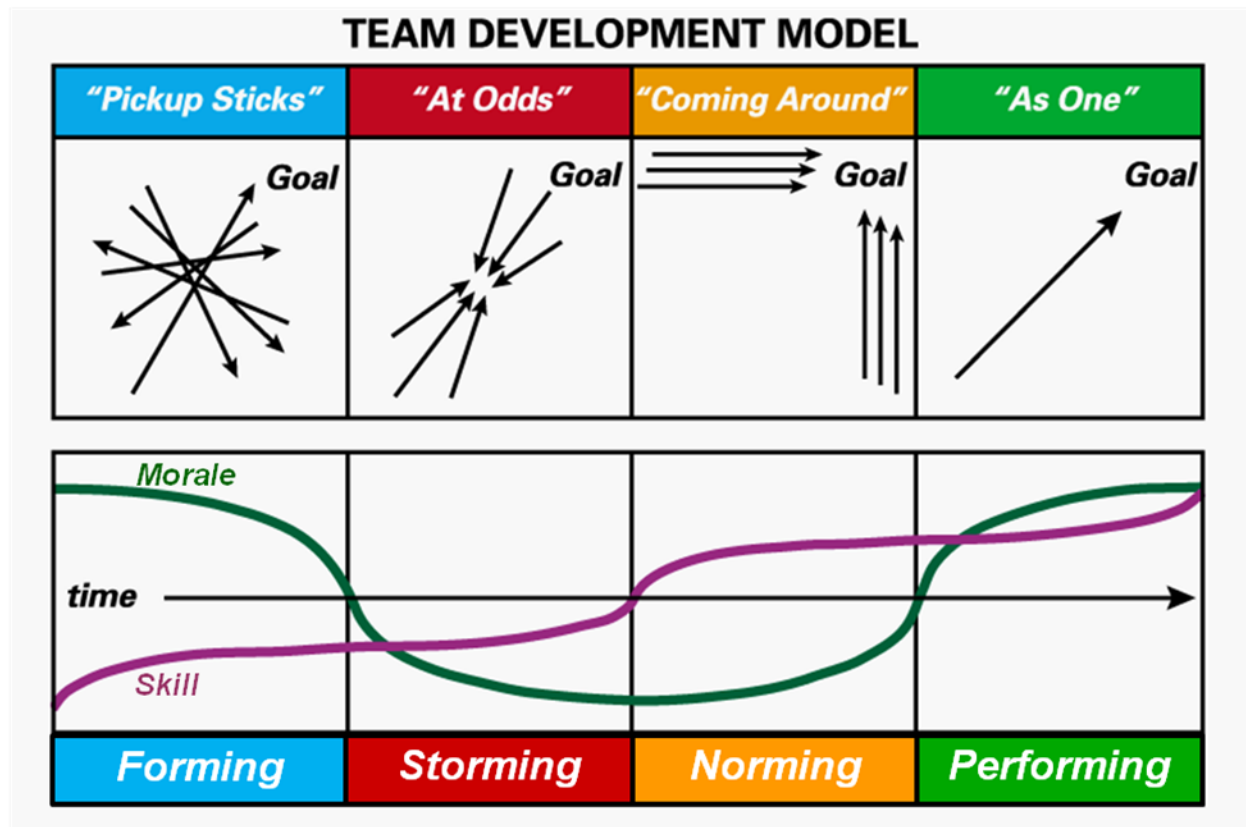 TEAM DEVELOPMENT MODEL
“Pickup Sticks”
“At Odds”
“Coming Around”
“As One”
Goal
Goal
Goal
Goal
Morale
time
Skill
Forming
Storming
Norming
Performing